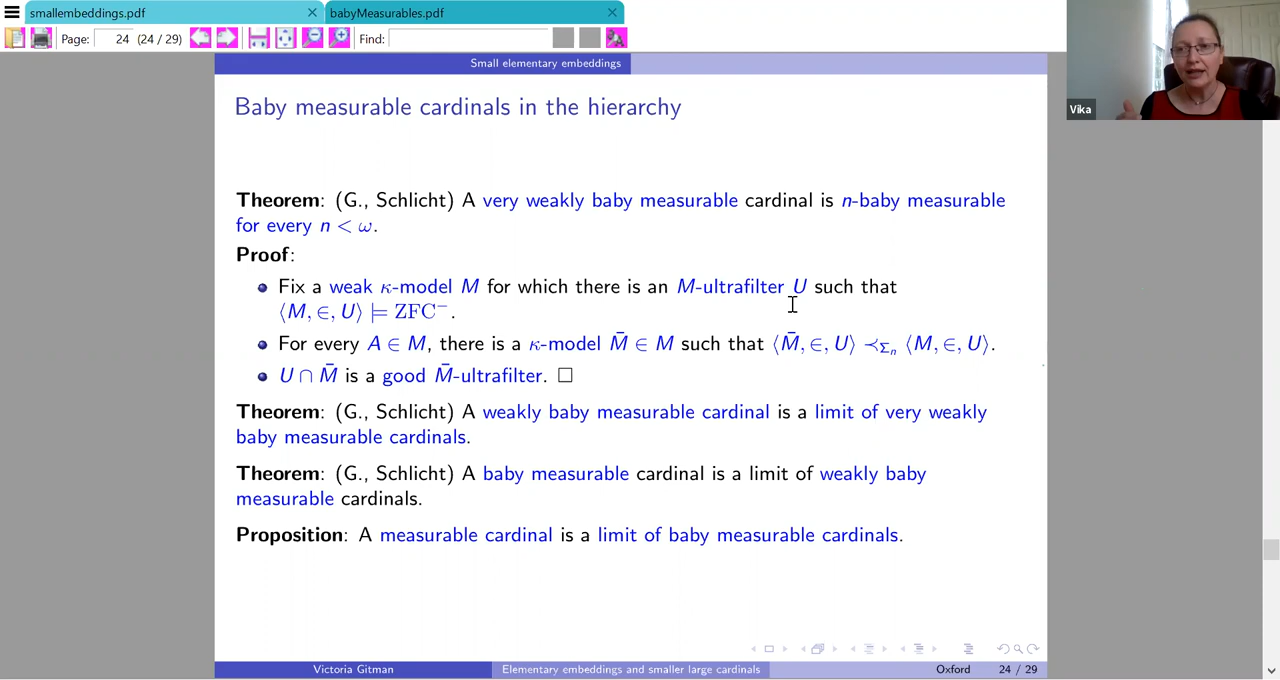 smallembeddings.pdf
babyMeasurables.pdf
Page: 24 (24 / 29) Find:
Vika
Small elementary embeddings
Baby measurable cardinals in the hierarchy
Theorem: (G., Schlicht) A very weakly baby measurable cardinal is n-baby measurable
for every n < ω.
Proof:
Fix a weak κ-model M for which there is an M-ultrafilter U such that
⟨M, ∈, U⟩ ⊨ ZFC⁻.
For every A ∈ M, there is a κ-model M̄ ∈ M such that ⟨M̄, ∈, U⟩ ≺Σₙ ⟨M, ∈, U⟩.
U ∩ M̄ is a good M̄-ultrafilter. □
Theorem: (G., Schlicht) A weakly baby measurable cardinal is a limit of very weakly
baby measurable cardinals.
Theorem: (G., Schlicht) A baby measurable cardinal is a limit of weakly baby
measurable cardinals.
Proposition: A measurable cardinal is a limit of baby measurable cardinals.
Victoria Gitman Elementary embeddings and smaller large cardinals Oxford 24 / 29